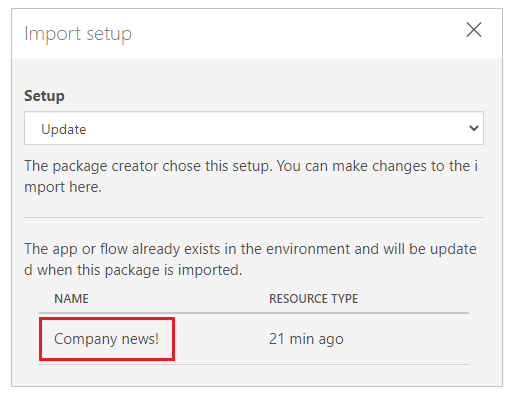 Import setup
Setup
Update
The package creator chose this setup. You can make changes to the i
mport here.
The app or flow already exists in the environment and will be update
d when this package is imported.
NAME RESOURCE TYPE
Company news! 21 min ago